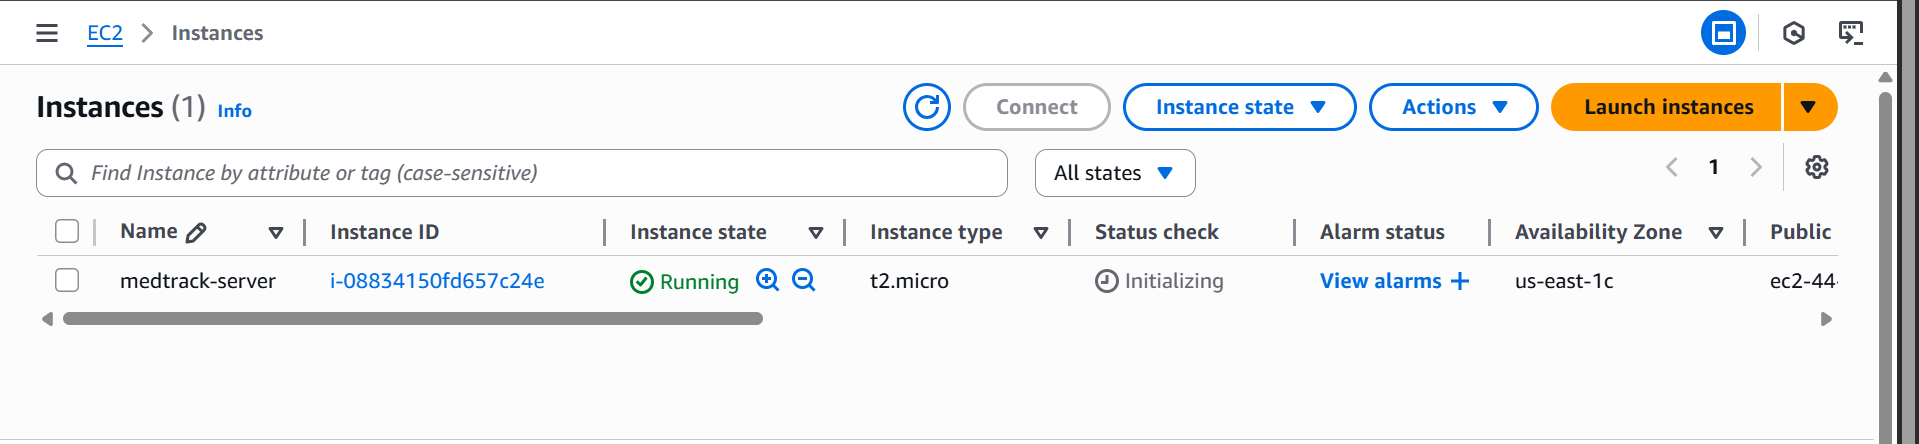 EC2 > Instances
Instances (1) Info
Connect
Instance state
Actions
Launch instances
Find Instance by attribute or tag (case-sensitive)
All states
1
Name Instance ID Instance state Instance type Status check Alarm status Availability Zone Public
medtrack-server i-08834150fd657c24e Running t2.micro Initializing View alarms + us-east-1c ec2-44-